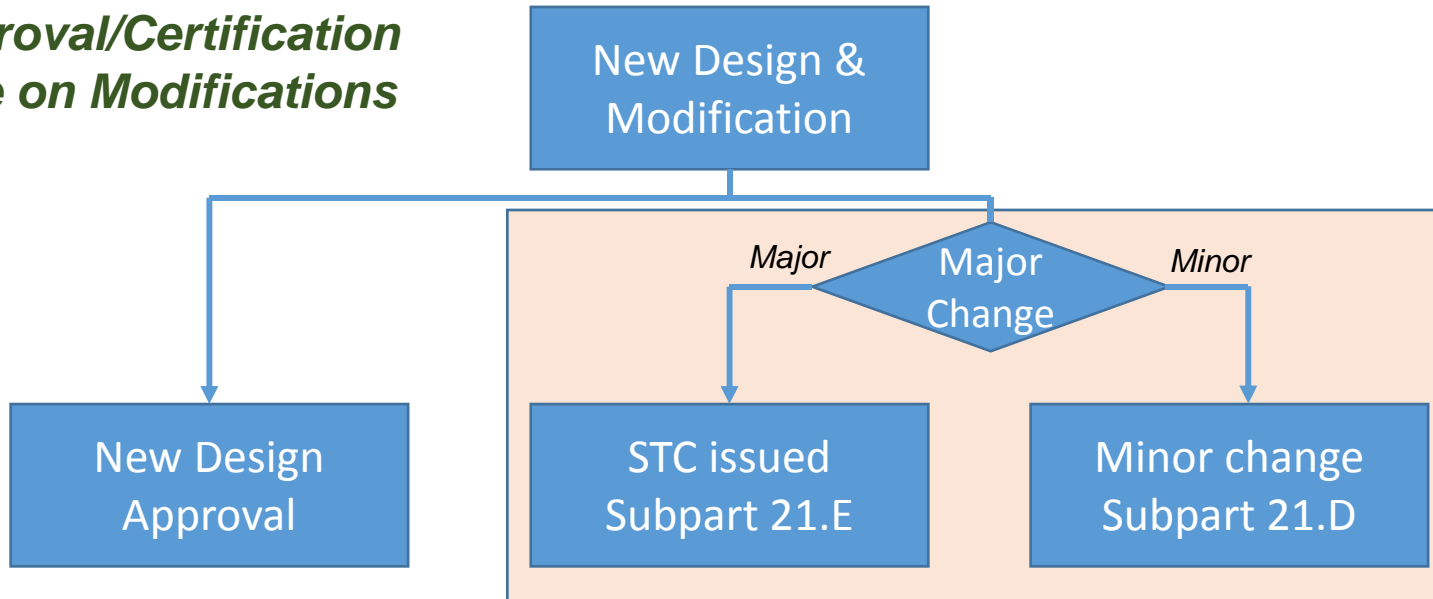 roval/Certification
e on Modifications
New Design &
Modification
Major
Major
Change
Minor
New Design
Approval
STC issued
Subpart 21.E
Minor change
Subpart 21.D